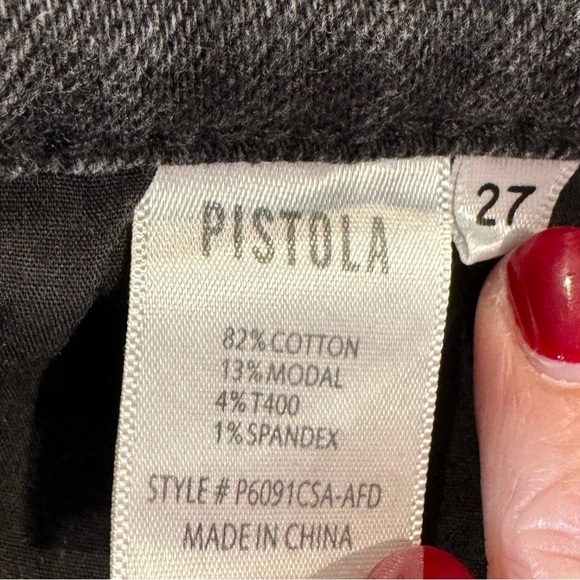 PISTOLA
27
82% COTTON
13% MODAL
4% T400
1% SPANDEX
STYLE # P6091CSA-AFD
MADE IN CHINA